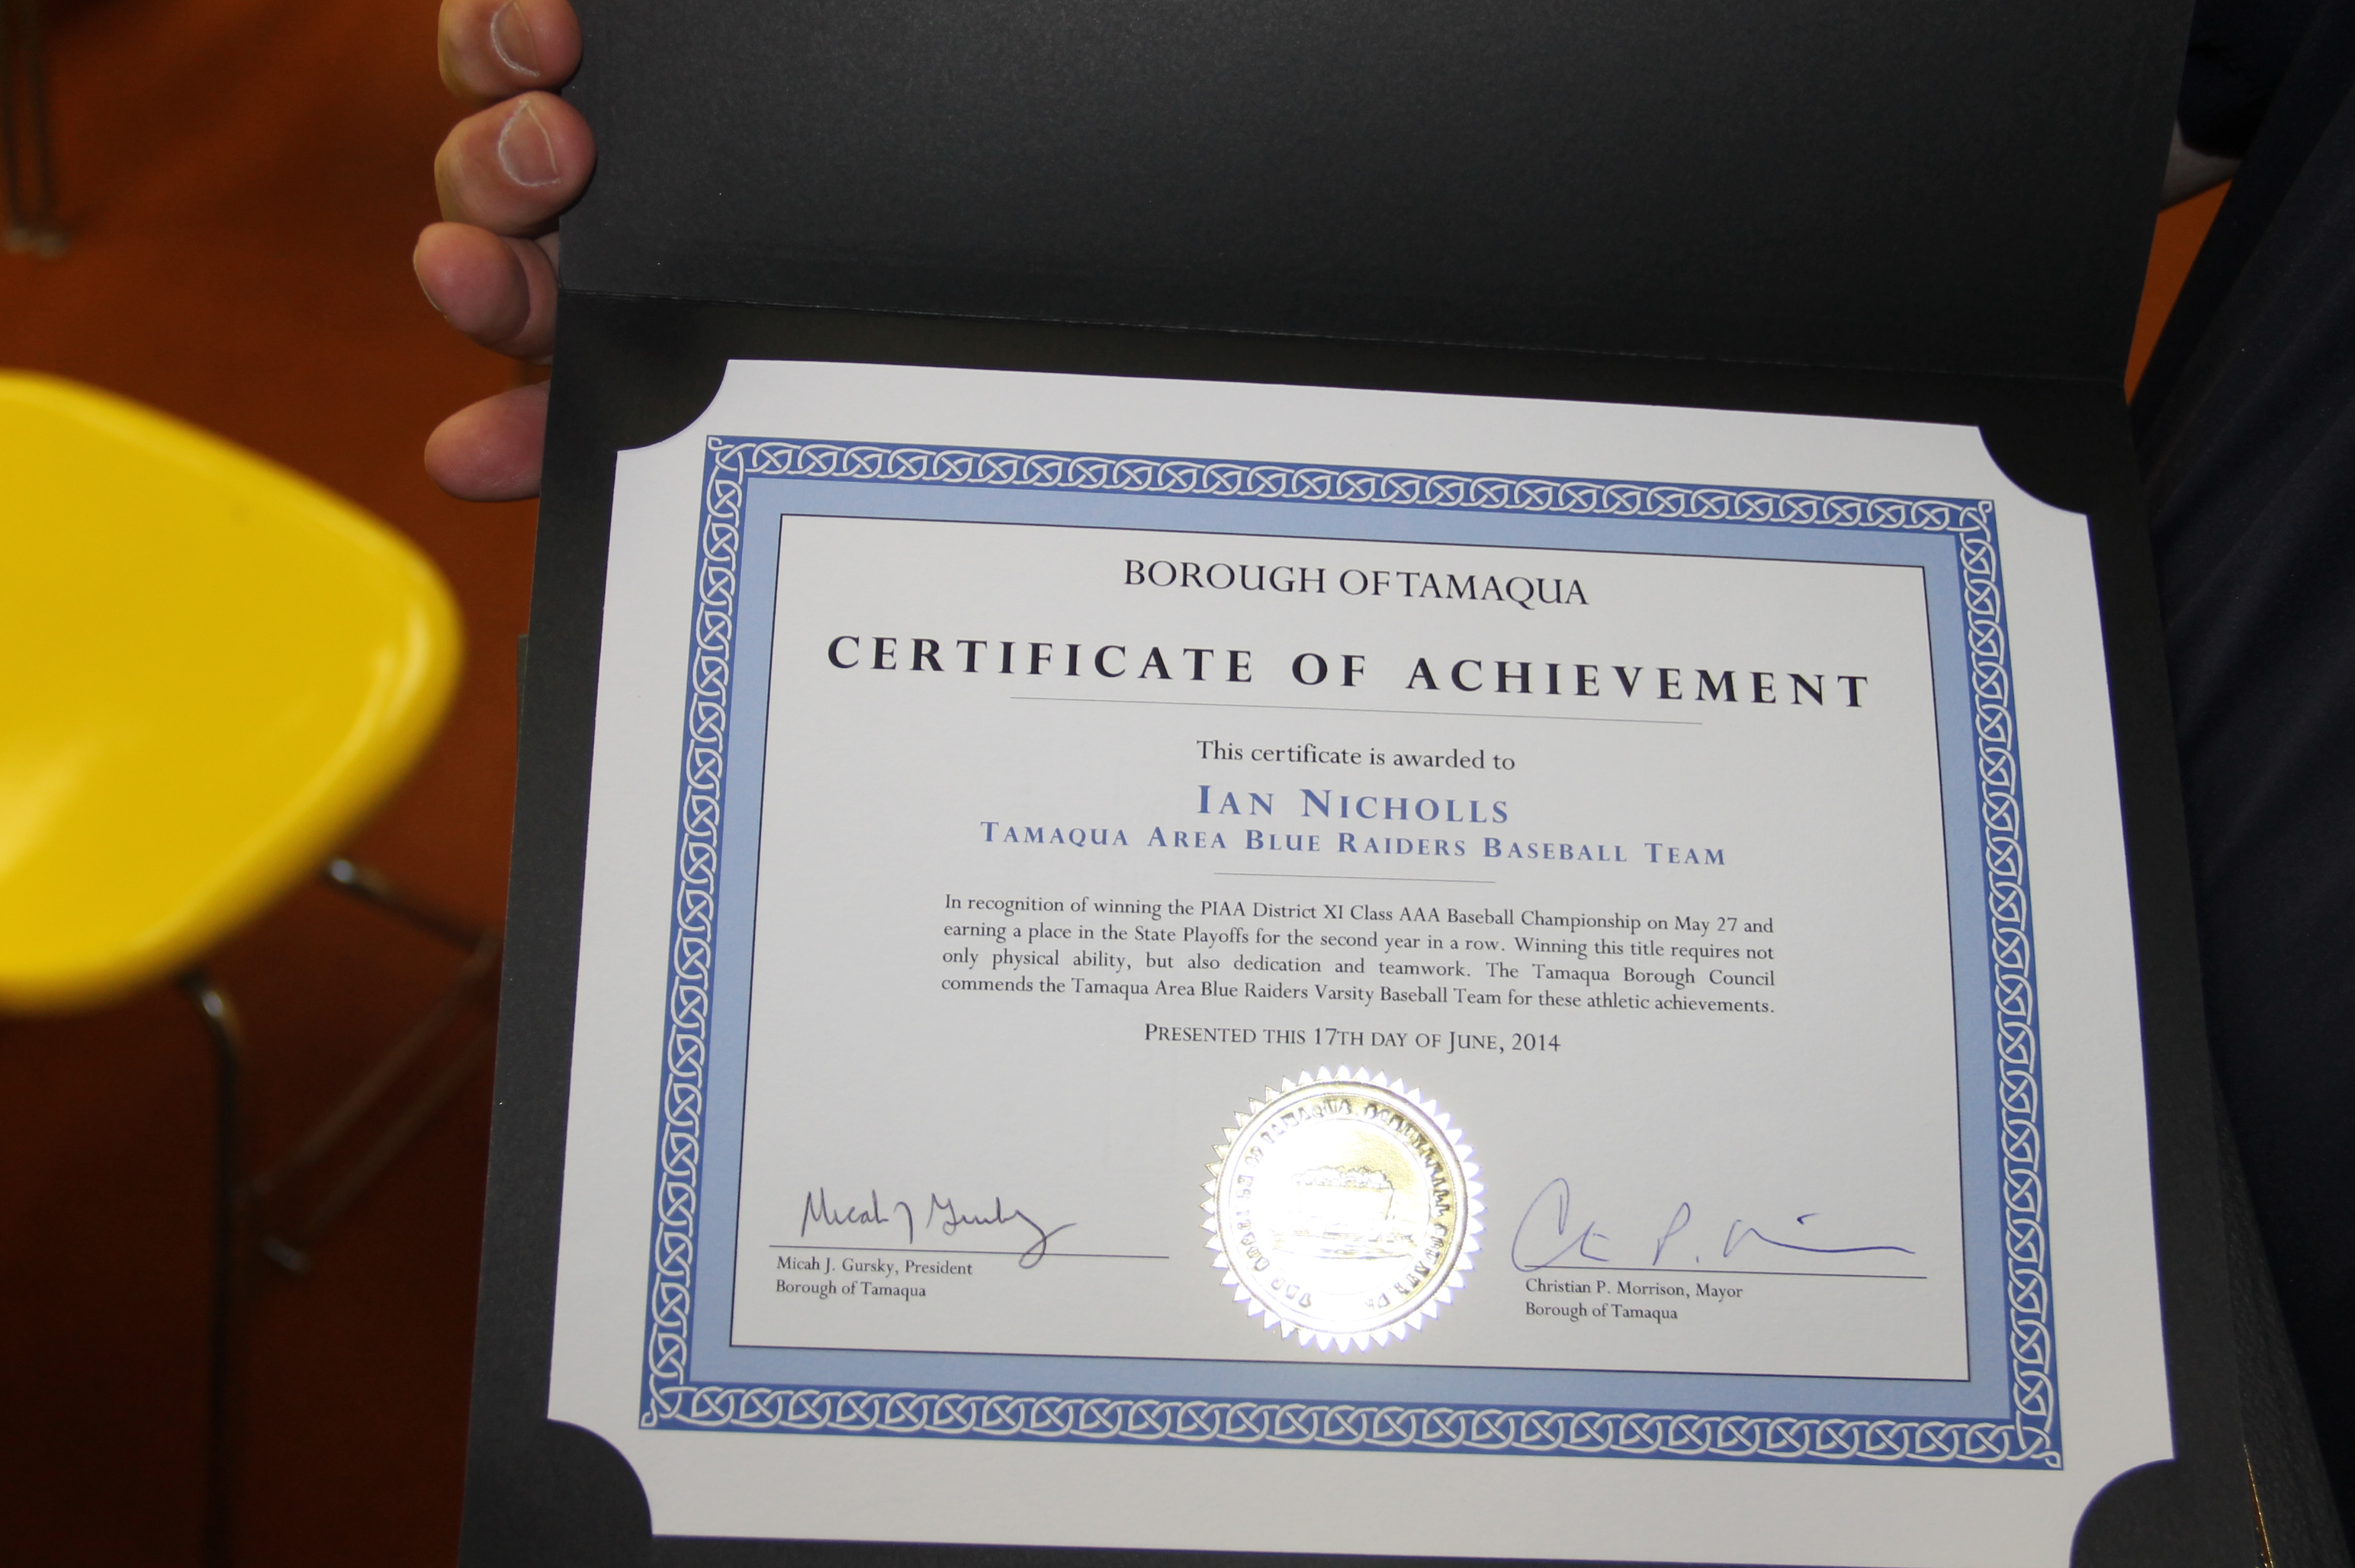 BOROUGH OF TAMAQUA
CERTIFICATE OF ACHIEVEMENT
This certificate is awarded to
IAN NICHOLLS
TAMAQUA AREA BLUE RAIDERS BASEBALL TEAM
In recognition of winning the PIAA District XI Class AAA Baseball Championship on May 27 and
earning a place in the State Playoffs for the second year in a row. Winning this title requires not
only physical ability, but also dedication and teamwork. The Tamaqua Borough Council
commends the Tamaqua Area Blue Raiders Varsity Baseball Team for these athletic achievements.
PRESENTED THIS 17TH DAY OF JUNE, 2014
Micah J Gursky
Micah J. Gursky, President
Borough of Tamaqua
Christian P. Morrison, Mayor
Borough of Tamaqua